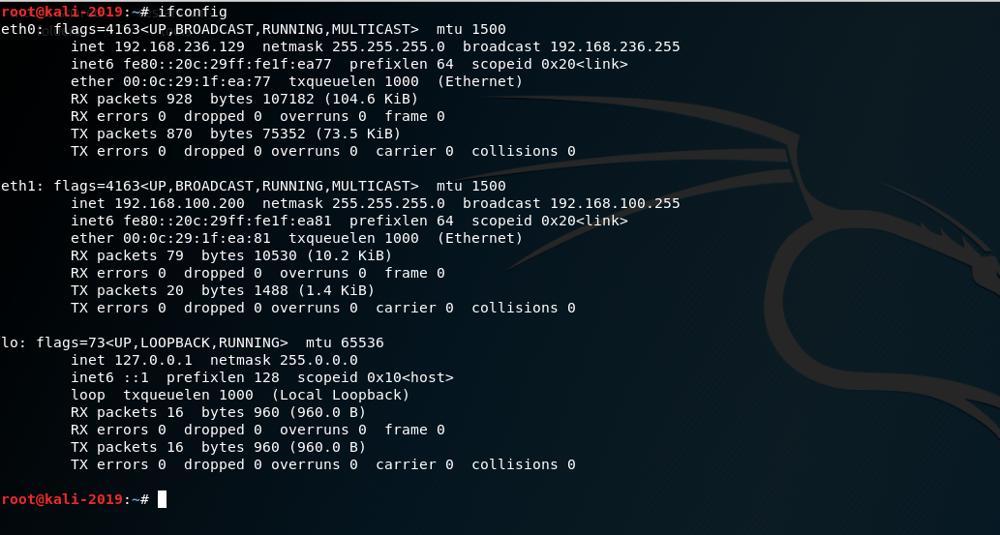 root@kali-2019:~# ifconfig
eth0: flags=4163<UP,BROADCAST,RUNNING,MULTICAST>  mtu 1500
        inet 192.168.236.129  netmask 255.255.255.0  broadcast 192.168.236.255
        inet6 fe80::20c:29ff:fe1f:ea77  prefixlen 64  scopeid 0x20<link>
        ether 00:0c:29:1f:ea:77  txqueuelen 1000  (Ethernet)
        RX packets 928  bytes 107182 (104.6 KiB)
        RX errors 0  dropped 0  overruns 0  frame 0
        TX packets 870  bytes 75352 (73.5 KiB)
        TX errors 0  dropped 0 overruns 0  carrier 0  collisions 0

eth1: flags=4163<UP,BROADCAST,RUNNING,MULTICAST>  mtu 1500
        inet 192.168.100.200  netmask 255.255.255.0  broadcast 192.168.100.255
        inet6 fe80::20c:29ff:fe1f:ea81  prefixlen 64  scopeid 0x20<link>
        ether 00:0c:29:1f:ea:81  txqueuelen 1000  (Ethernet)
        RX packets 79  bytes 10530 (10.2 KiB)
        RX errors 0  dropped 0  overruns 0  frame 0
        TX packets 20  bytes 1488 (1.4 KiB)
        TX errors 0  dropped 0 overruns 0  carrier 0  collisions 0

lo: flags=73<UP,LOOPBACK,RUNNING>  mtu 65536
        inet 127.0.0.1  netmask 255.0.0.0
        inet6 ::1  prefixlen 128  scopeid 0x10<host>
        loop  txqueuelen 1000  (Local Loopback)
        RX packets 16  bytes 960 (960.0 B)
        RX errors 0  dropped 0  overruns 0  frame 0
        TX packets 16  bytes 960 (960.0 B)
        TX errors 0  dropped 0 overruns 0  carrier 0  collisions 0

root@kali-2019:~#